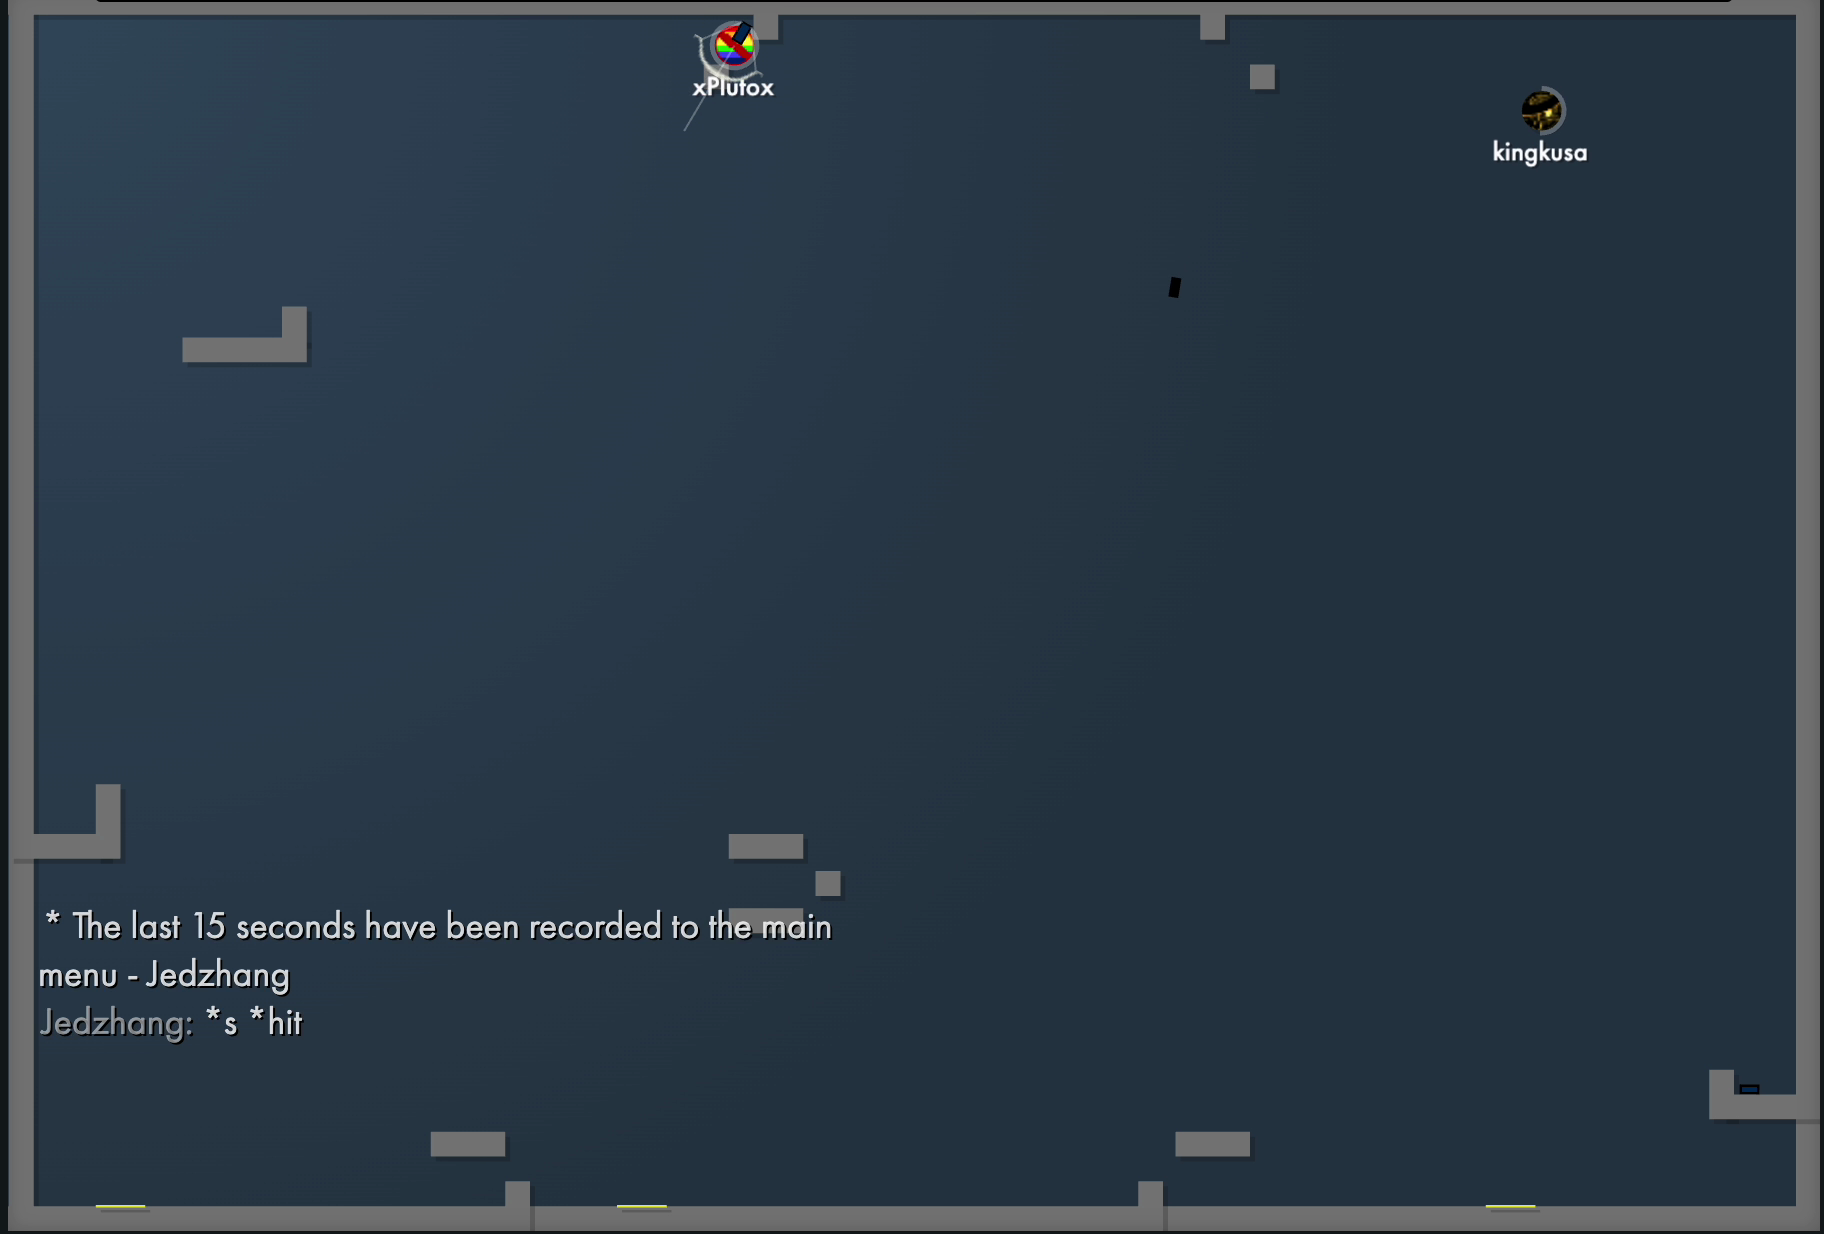 xPlutox
kingkusa
* The last 15 seconds have been recorded to the main
menu - Jedzhang
Jedzhang: *s *hit